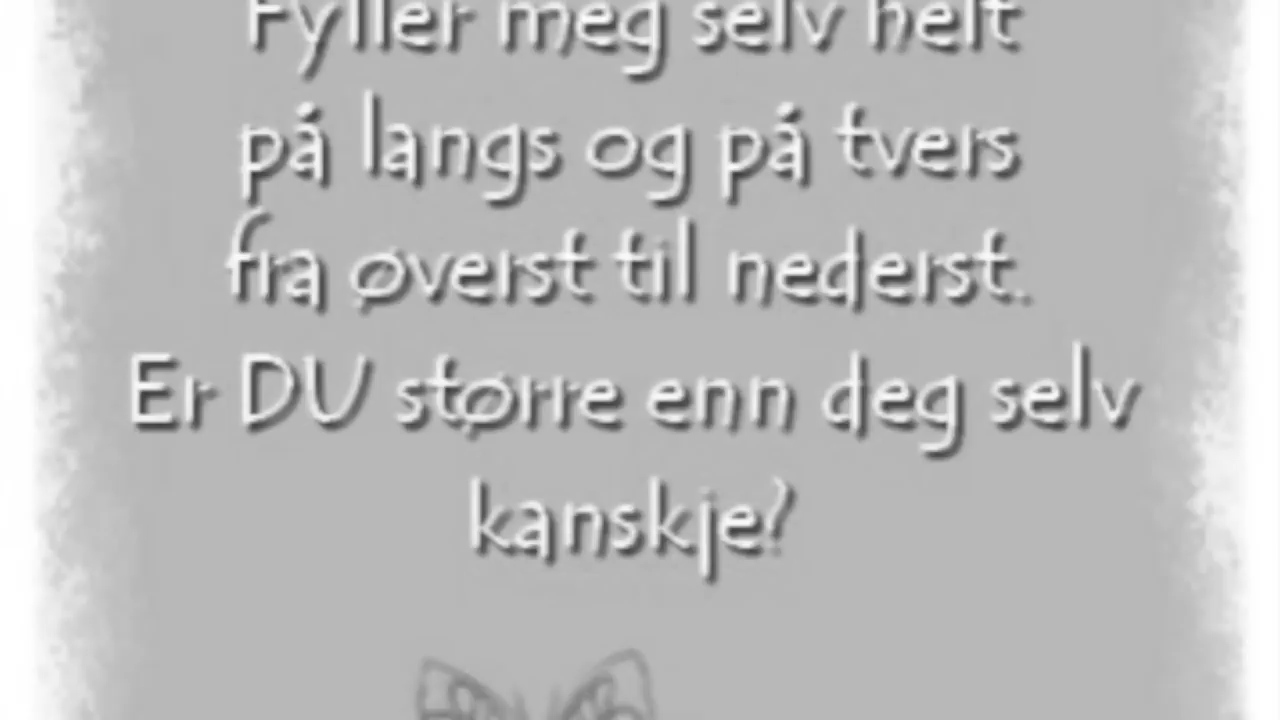 Fyller meg selv helt
på langs og på tvers
fra øverst til nederst.
Er DU større enn deg selv
kanskje?